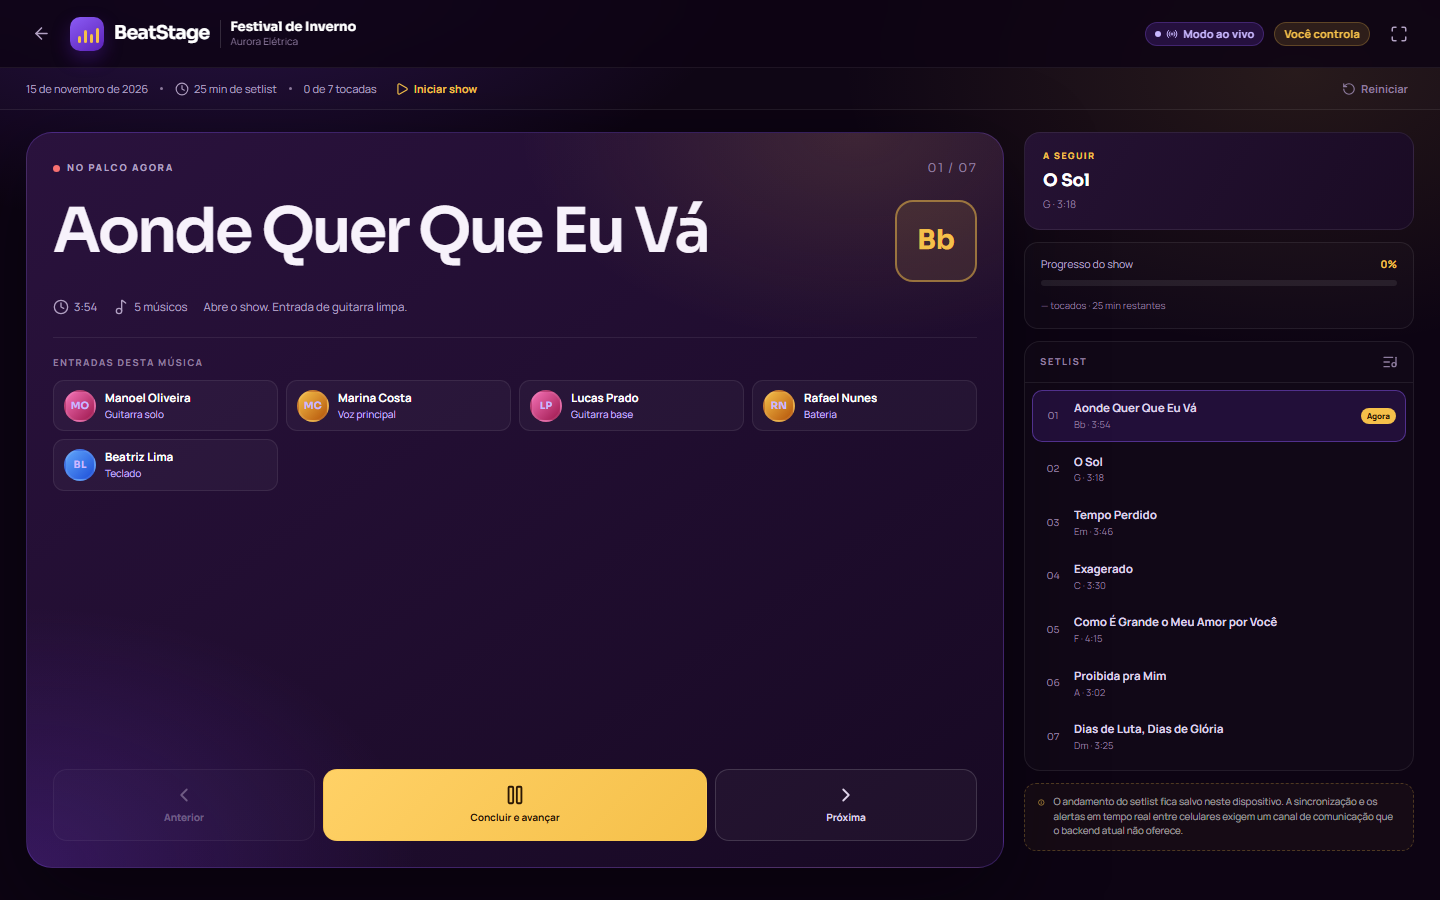 BeatStage
Festival de Inverno
Aurora Elétrica
Modo ao vivo
Você controla
15 de novembro de 2026 • 25 min de setlist • 0 de 7 tocadas
Iniciar show
Reiniciar
NO PALCO AGORA
01 / 07
Aonde Quer Que Eu Vá
Bb
3:54
5 músicos
Abre o show. Entrada de guitarra limpa.
ENTRADAS DESTA MÚSICA
MO
Manoel Oliveira
Guitarra solo
MC
Marina Costa
Voz principal
LP
Lucas Prado
Guitarra base
RN
Rafael Nunes
Bateria
BL
Beatriz Lima
Teclado
Anterior
Concluir e avançar
Próxima
A SEGUIR
O Sol
G · 3:18
Progresso do show
0%
— tocados · 25 min restantes
SETLIST
01
Aonde Quer Que Eu Vá
Bb · 3:54
Agora
02
O Sol
G · 3:18
03
Tempo Perdido
Em · 3:46
04
Exagerado
C · 3:30
05
Como É Grande o Meu Amor por Você
F · 4:15
06
Proibida pra Mim
A · 3:02
07
Dias de Luta, Dias de Glória
Dm · 3:25
O andamento do setlist fica salvo neste dispositivo. A sincronização e os
alertas em tempo real entre celulares exigem um canal de comunicação que
o backend atual não oferece.